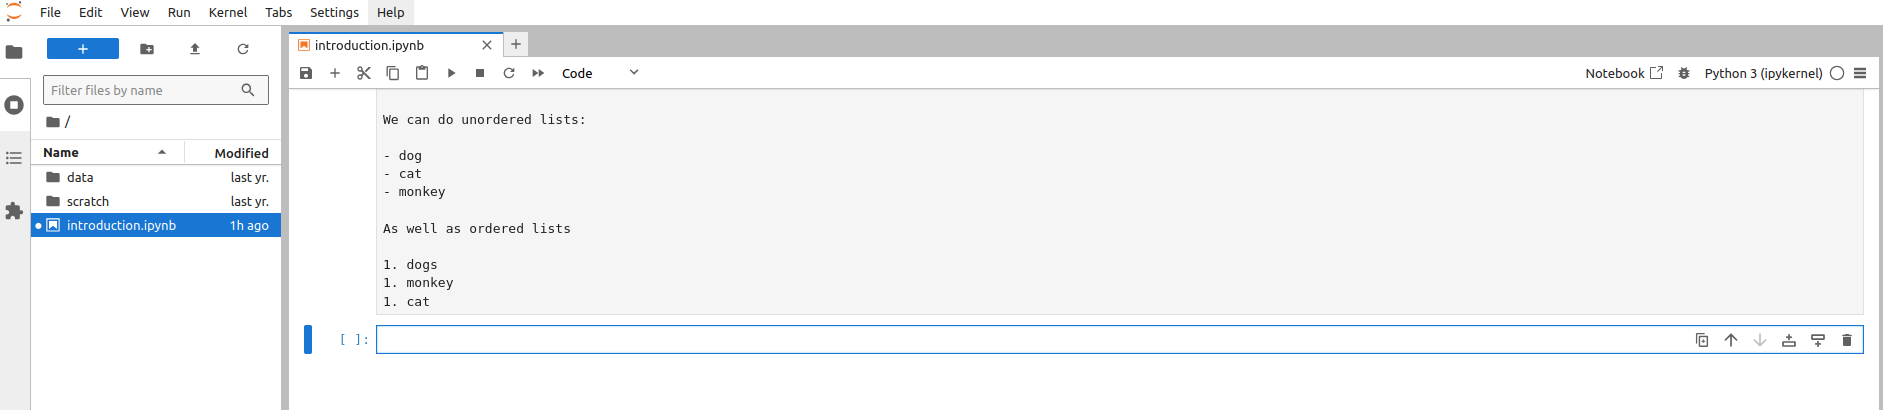 File Edit View Run Kernel Tabs Settings Help
+
Filter files by name
/
Name Modified
data last yr.
scratch last yr.
introduction.ipynb 1h ago
introduction.ipynb
Code
Notebook Python 3 (ipykernel)
We can do unordered lists:
- dog
- cat
- monkey
As well as ordered lists
1. dogs
1. monkey
1. cat
[ ]: